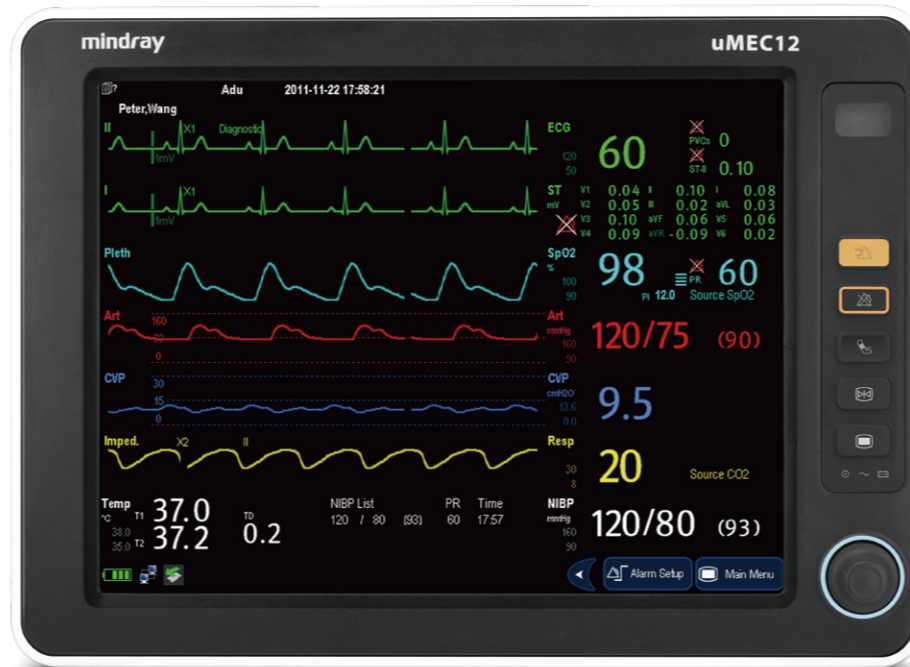 mindray uMEC12
? Adu 2011-11-22 17:58:21
Peter,Wang
II X1 Diagnostic
1mV
ECG 120 50 60
PVCs 0
ST-II 0.10
I X1
1mV
ST mV
V1 0.04 II 0.10 I 0.08
V2 0.05 III 0.02 aVL 0.03
V3 0.10 aVF 0.06 V5 0.06
V4 0.09 aVR -0.09 V6 0.02
Pleth
SpO2 % 100 90 98
PR 60
PI 12.0 Source SpO2
Art 160 80 0
Art mmHg 160 90 120/75 (90)
CVP 30 15 0
CVP cmH2O 13.6 0.0 9.5
Imped. X2 II
Resp 30 8 20 Source CO2
Temp °C 38.0 35.0
T1 37.0
T2 37.2
TD 0.2
NIBP List PR Time
120 / 80 (93) 60 17:57
NIBP mmHg 160 90 120/80 (93)
Alarm Setup Main Menu